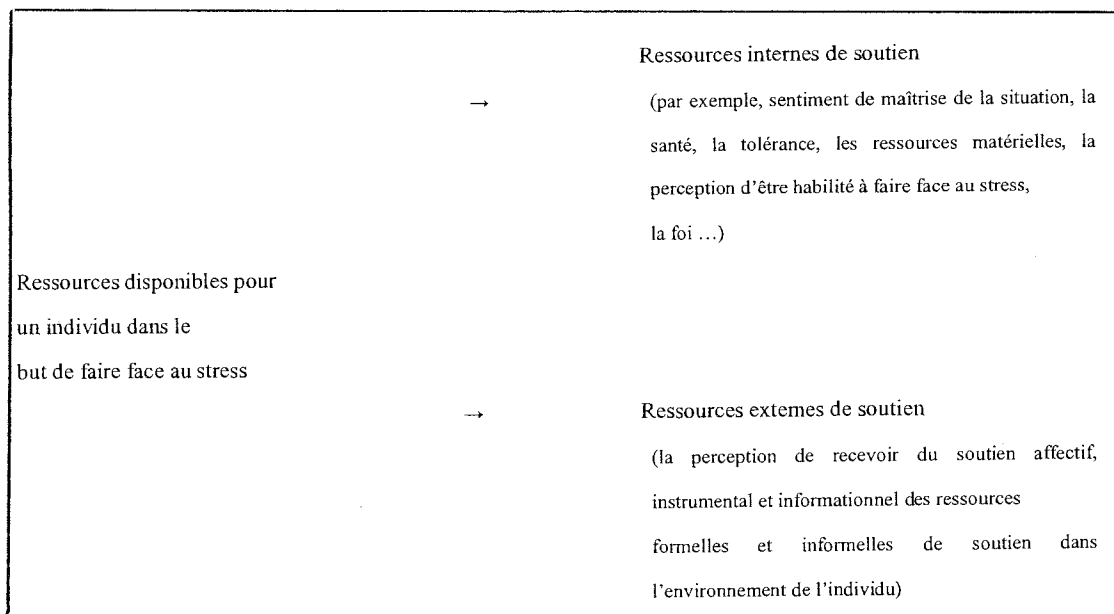 Ressources internes de soutien
→
(par exemple, sentiment de maîtrise de la situation, la
santé, la tolérance, les ressources matérielles, la
perception d'être habilité à faire face au stress,
la foi ...)
Ressources disponibles pour
un individu dans le
but de faire face au stress
→
Ressources externes de soutien
(la perception de recevoir du soutien affectif,
instrumental et informationnel des ressources
formelles et informelles de soutien dans
l'environnement de l'individu)